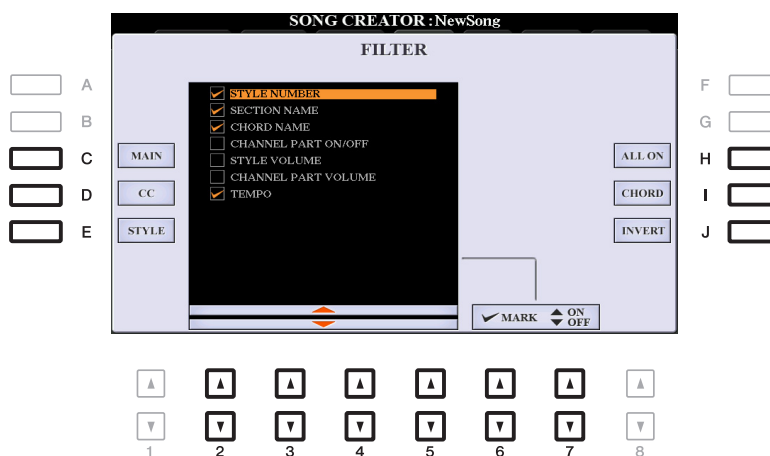 SONG CREATOR : NewSong
FILTER
A
B
C
D
E
MAIN
CC
STYLE
STYLE NUMBER
SECTION NAME
CHORD NAME
CHANNEL PART ON/OFF
STYLE VOLUME
CHANNEL PART VOLUME
TEMPO
ALL ON
CHORD
INVERT
F
G
H
I
J
MARK ON
OFF
1 2 3 4 5 6 7 8